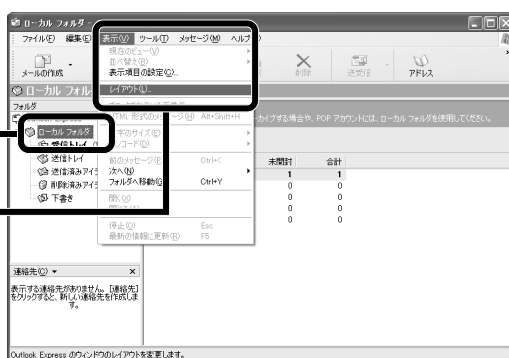 ローカル フォルダ -
ファイル(F) 編集(E) 表示(V) ツール(T) メッセージ(M) ヘルプ
現在のビュー(V)
並べ替え(B)
表示項目の設定(C)...
レイアウト(L)...
HTML 形式のメッセージ(H) Alt+Shift+H
文字のサイズ(E)
前のメッセージ(P) Ctrl+<
次へ(N)
フォルダへ移動(G)... Ctrl+Y
開く(O)
停止(O) Esc
最新の情報に更新(R) F5
メールの作成
削除
送受信
アドレス
ローカル フォル
フォルダ
Outlook Express
カイブする場合や、POP アカウントには、ローカル フォルダを使用してください。
ローカル フォルダ
受信トレイ
送信トレイ
送信済みアイ
削除済みアイ
下書き
未開封 合計
1 1
0 0
0 0
0 0
0 0
連絡先(C)
表示する連絡先がありません。[連絡先]
をクリックすると、新しい連絡先を作成しま
す。
Outlook Express のウィンドウのレイアウトを変更します。